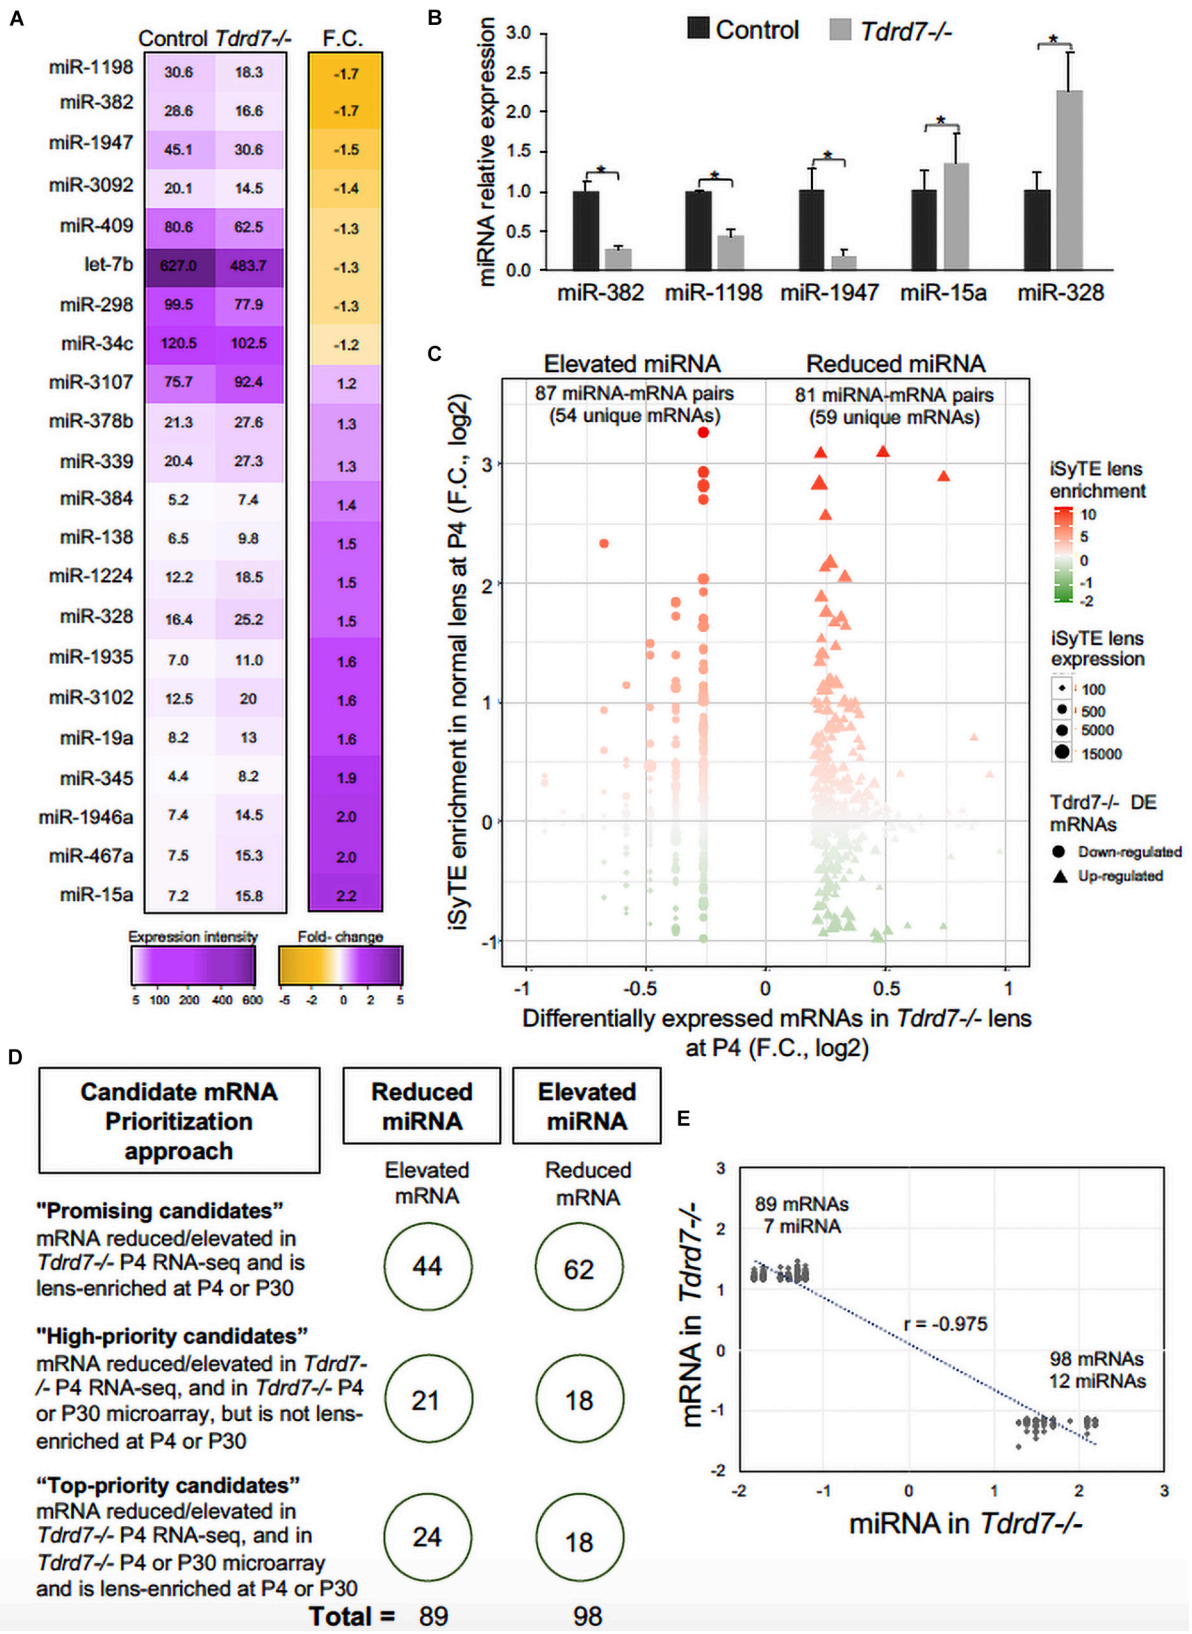 A
Control Tdrd7-/- F.C.
miR-1198 30.6 18.3 -1.7
miR-382 28.6 16.6 -1.7
miR-1947 45.1 30.6 -1.5
miR-3092 20.1 14.5 -1.4
miR-409 80.6 62.5 -1.3
let-7b 627.0 483.7 -1.3
miR-298 99.5 77.9 -1.3
miR-34c 120.5 102.5 -1.2
miR-3107 75.7 92.4 1.2
miR-378b 21.3 27.6 1.3
miR-339 20.4 27.3 1.3
miR-384 5.2 7.4 1.4
miR-138 6.5 9.8 1.5
miR-1224 12.2 18.5 1.5
miR-328 16.4 25.2 1.5
miR-1935 7.0 11.0 1.6
miR-3102 12.5 20 1.6
miR-19a 8.2 13 1.6
miR-345 4.4 8.2 1.9
miR-1946a 7.4 14.5 2.0
miR-467a 7.5 15.3 2.0
miR-15a 7.2 15.8 2.2
Expression intensity
5 100 200 400 600
Fold- change
-5 -2 0 2 5
B
Control Tdrd7-/-
miRNA relative expression
3.0
2.5
2.0
1.5
1.0
0.5
0.0
* * * * *
miR-382 miR-1198 miR-1947 miR-15a miR-328
C
Elevated miRNA Reduced miRNA
87 miRNA-mRNA pairs
(54 unique mRNAs)
81 miRNA-mRNA pairs
(59 unique mRNAs)
iSyTE enrichment in normal lens at P4 (F.C., log2)
3
2
1
0
-1
-1 -0.5 0 0.5 1
Differentially expressed mRNAs in Tdrd7-/- lens
at P4 (F.C., log2)
iSyTE lens
enrichment
10
5
0
-1
-2
iSyTE lens
expression
100
500
5000
15000
Tdrd7-/- DE
mRNAs
Down-regulated
Up-regulated
D
Candidate mRNA
Prioritization
approach
Reduced
miRNA
Elevated
miRNA
Elevated
mRNA
Reduced
mRNA
"Promising candidates”
mRNA reduced/elevated in
Tdrd7-/- P4 RNA-seq and is
lens-enriched at P4 or P30
44 62
"High-priority candidates”
mRNA reduced/elevated in Tdrd7-
/- P4 RNA-seq, and in Tdrd7-/- P4
or P30 microarray, but is not lens-
enriched at P4 or P30
21 18
“Top-priority candidates”
mRNA reduced/elevated in
Tdrd7-/- P4 RNA-seq, and in
Tdrd7-/- P4 or P30 microarray
and is lens-enriched at P4 or P30
24 18
Total = 89 98
E
mRNA in Tdrd7-/-
3
2
1
0
-1
-2
89 mRNAs
7 miRNA
r = -0.975
98 mRNAs
12 miRNAs
-2 -1 0 1 2 3
miRNA in Tdrd7-/-